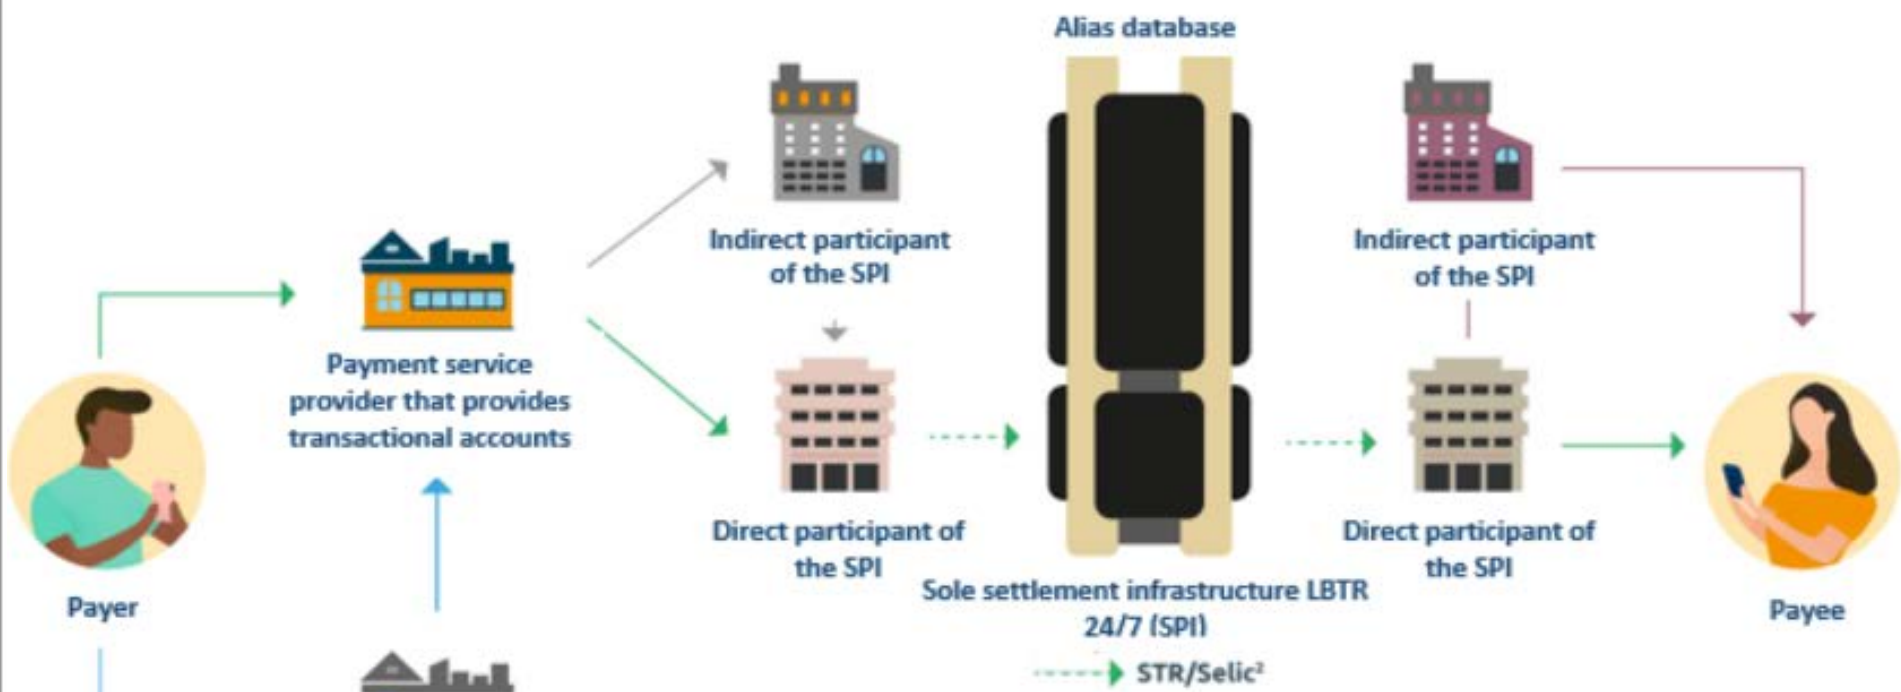 Alias database
Indirect participant
of the SPI
Indirect participant
of the SPI
Payment service
provider that provides
transactional accounts
Direct participant of
the SPI
Direct participant of
the SPI
Sole settlement infrastructure LBTR
24/7 (SPI)
Payer
Payee
STR/Selic²